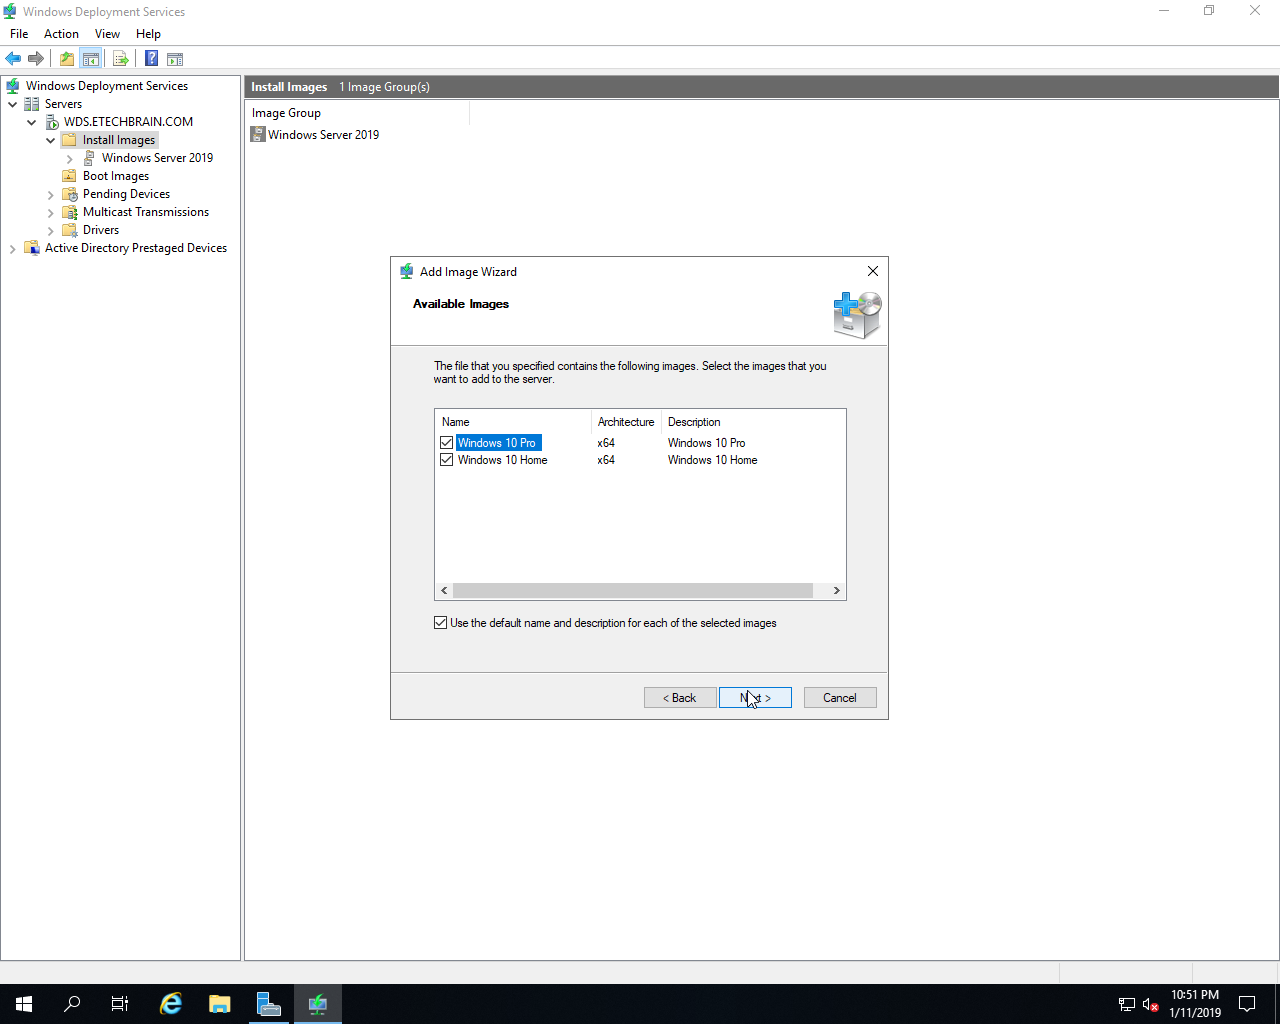 Windows Deployment Services
File Action View Help
Windows Deployment Services
Servers
WDS.ETECHBRAIN.COM
Install Images
Windows Server 2019
Boot Images
Pending Devices
Multicast Transmissions
Drivers
Active Directory Prestaged Devices
Install Images 1 Image Group(s)
Image Group
Windows Server 2019
Add Image Wizard
Available Images
The file that you specified contains the following images. Select the images that you
want to add to the server.
Name Architecture Description
Windows 10 Pro x64 Windows 10 Pro
Windows 10 Home x64 Windows 10 Home
Use the default name and description for each of the selected images
< Back
Cancel
10:51 PM
1/11/2019